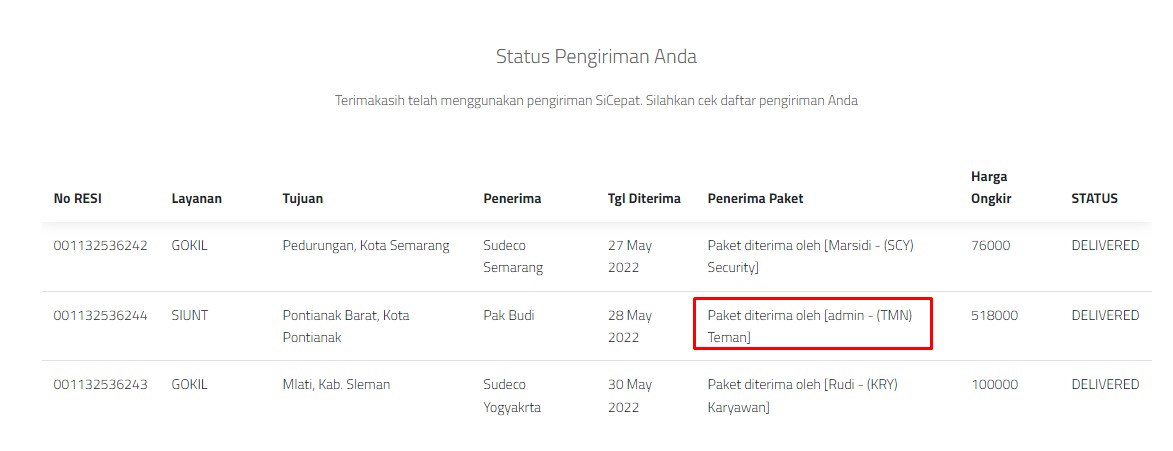 Status Pengiriman Anda
Terimakasih telah menggunakan pengiriman SiCepat. Silahkan cek daftar pengiriman Anda
No RESI Layanan Tujuan Penerima Tgl Diterima Penerima Paket Harga Ongkir STATUS
001132536242 GOKIL Pedurungan, Kota Semarang Sudeco Semarang 27 May 2022 Paket diterima oleh [Marsidi - (SCY) Security] 76000 DELIVERED
001132536244 SIUNT Pontianak Barat, Kota Pontianak Pak Budi 28 May 2022 Paket diterima oleh [admin - (TMN) Teman] 518000 DELIVERED
001132536243 GOKIL Mlati, Kab. Sleman Sudeco Yogyakrta 30 May 2022 Paket diterima oleh [Rudi - (KRY) Karyawan] 100000 DELIVERED